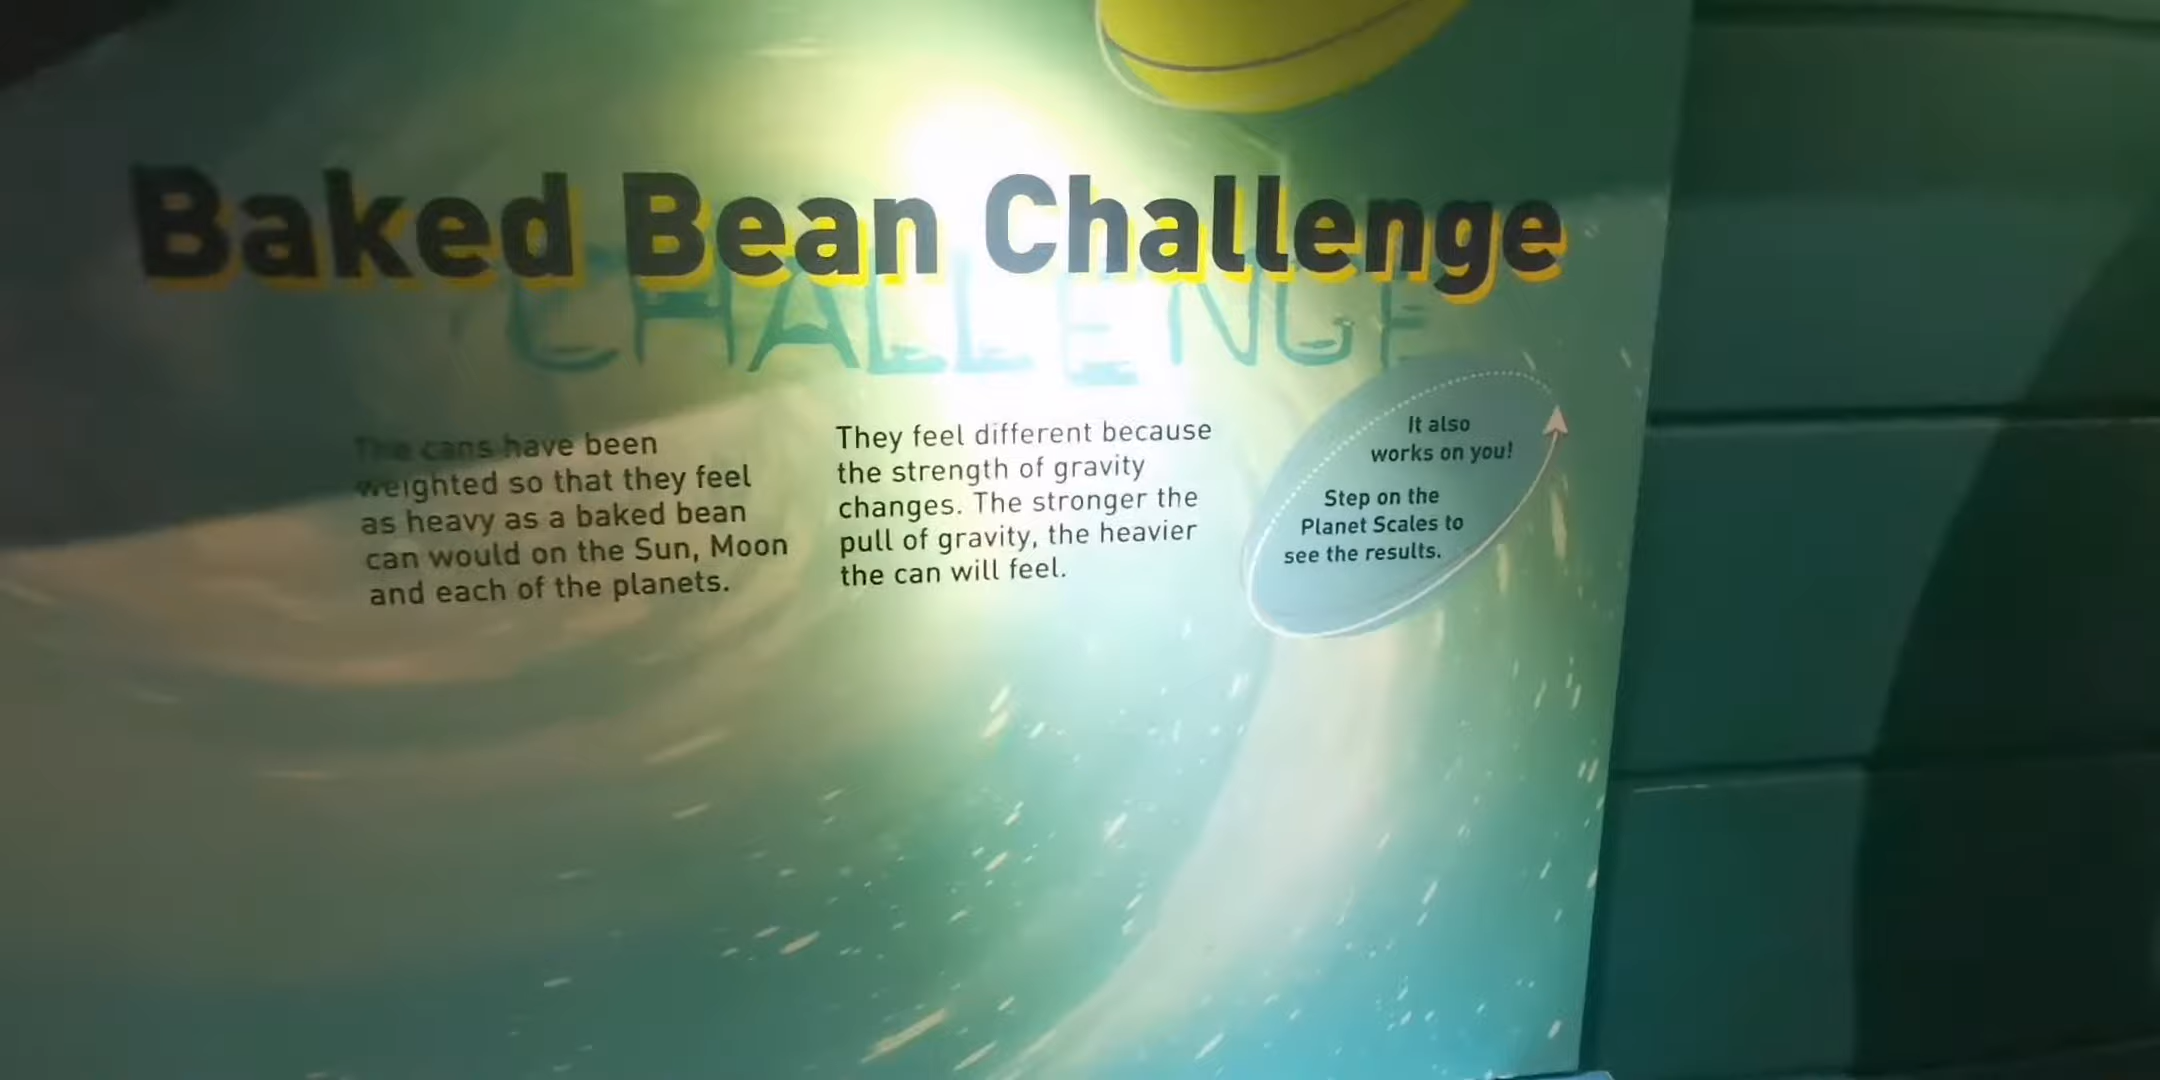 Baked Bean Challenge
CHALLENGE
The cans have been
weighted so that they feel
as heavy as a baked bean
can would on the Sun, Moon
and each of the planets.
They feel different because
the strength of gravity
changes. The stronger the
pull of gravity, the heavier
the can will feel.
It also
works on you!
Step on the
Planet Scales to
see the results.